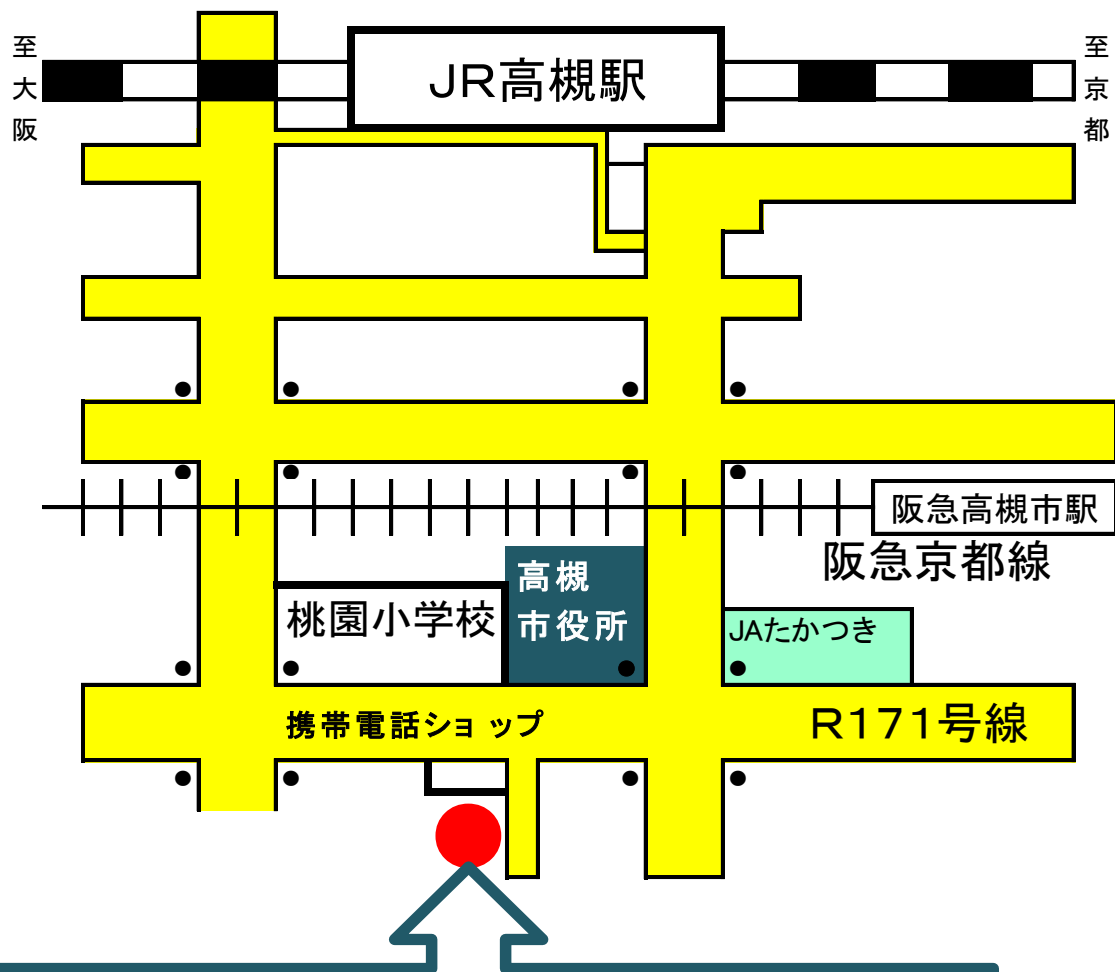 至大阪
JR高槻駅
至京都
阪急高槻市駅
阪急京都線
高槻
市役所
桃園小学校
JAたかつき
携帯電話ショップ
R171号線